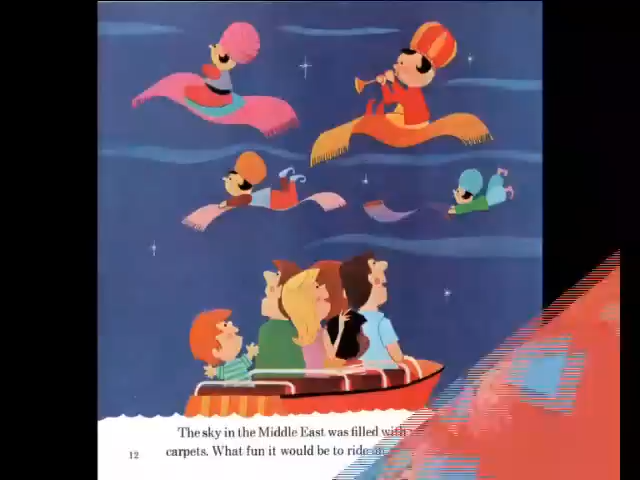 The sky in the Middle East was filled with
12
carpets. What fun it would be to ride